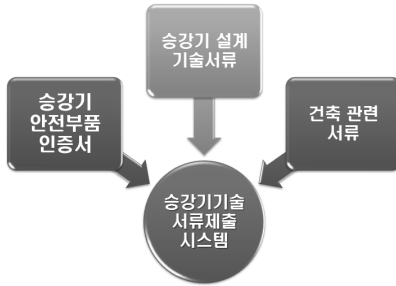 승강기 설계
기술서류
승강기
안전부품
인증서
건축 관련
서류
승강기기술
서류제출
시스템